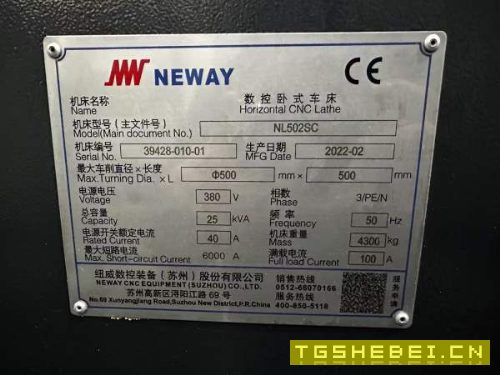 NEWAY CE
机床名称 数控卧式车床
Name Horizontal CNC Lathe
机床型号(主文件号) NL502SC
Model(Main document No.)
机床编号 39428-010-01 生产日期 2022-02
Serial No. MFG Date
最大车削直径×长度 Φ500 mm × 500 mm
Max.Turning Dia. × L
电源电压 380 V 相数 3/PE/N
Voltage Phase
总容量 25 kVA 频率 50 Hz
Capacity Frequency
电源开关额定电流 40 A 机床重量 4300 kg
Rated Current Mass
最大短路电流 6000 A 满载电流 100 A
Max. Short-circuit Current Full load Current
纽威数控装备(苏州)股份有限公司 销售热线
NEWAY CNC EQUIPMENT (SUZHOU) CO.,LTD. 0512-68070166
苏州高新区浔阳江路69号 服务热线
No.69 Xunyangjiang Road,Suzhou New District,P.R.China 400-850-5118
TGSHEBEI.CN